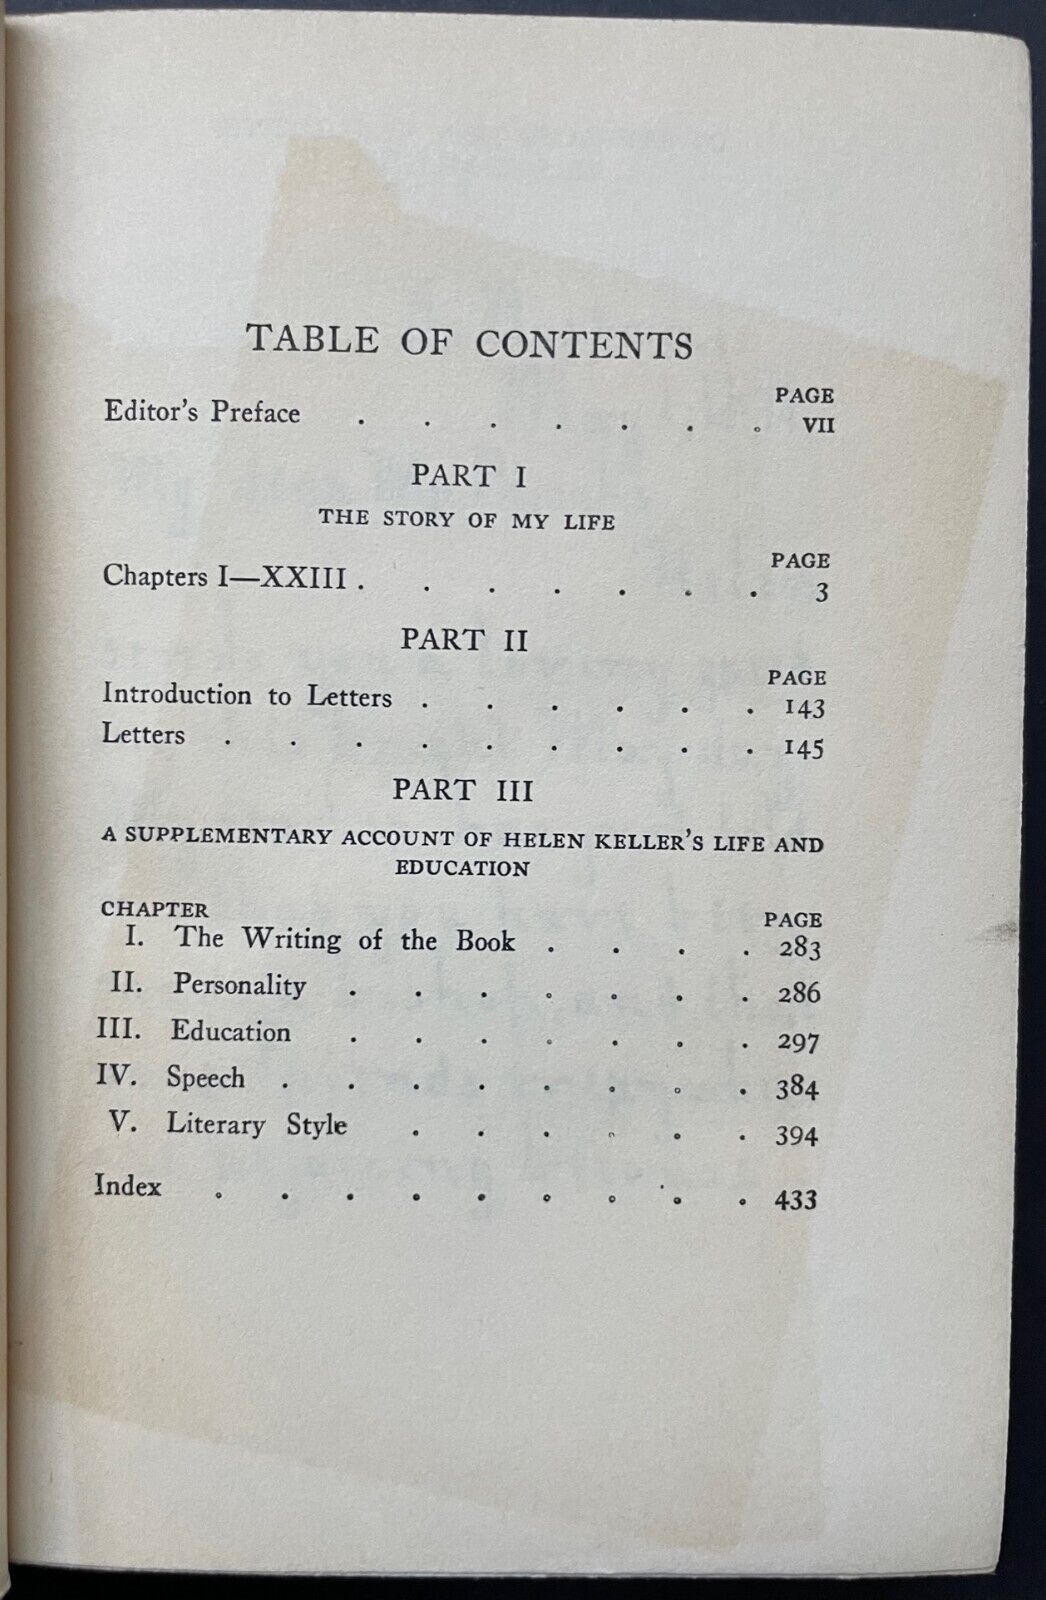 TABLE OF CONTENTS
PAGE
Editor's Preface . . . . . . . VII
PART I
THE STORY OF MY LIFE
PAGE
Chapters I—XXIII . . . . . . . 3
PART II
PAGE
Introduction to Letters . . . . . . 143
Letters . . . . . . . . . 145
PART III
A SUPPLEMENTARY ACCOUNT OF HELEN KELLER'S LIFE AND
EDUCATION
CHAPTER PAGE
I. The Writing of the Book . . . . 283
II. Personality . . . . . . . 286
III. Education . . . . . . . 297
IV. Speech . . . . . . . . 384
V. Literary Style . . . . . . 394
Index . . . . . . . . . 433